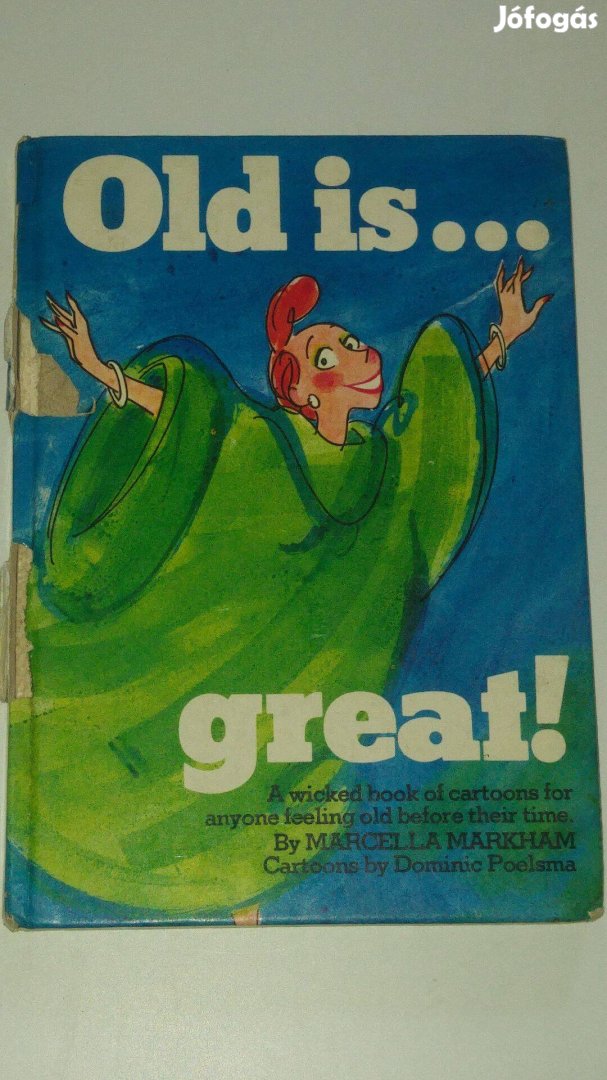 Jófogás
Old is...
great!
A wicked book of cartoons for
anyone feeling old before their time.
By MARCELLA MARKHAM
Cartoons by Dominic Poelsma